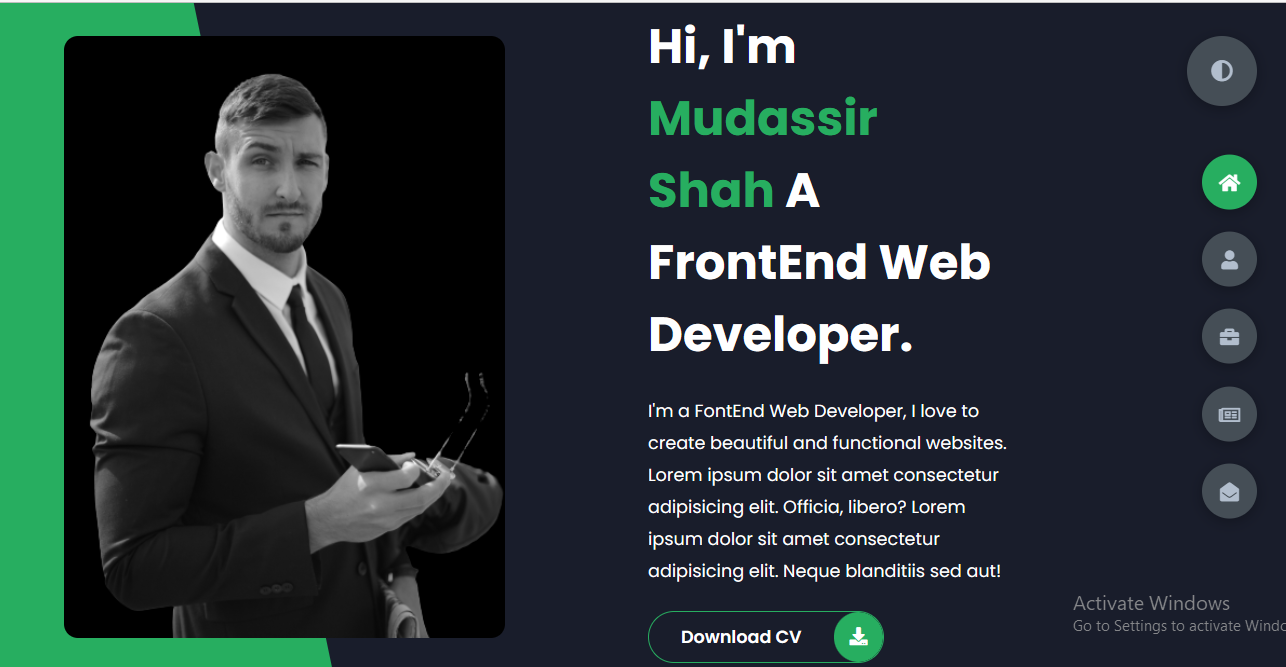 Hi, I'm
Mudassir
Shah A
FrontEnd Web
Developer.
I'm a FontEnd Web Developer, I love to
create beautiful and functional websites.
Lorem ipsum dolor sit amet consectetur
adipisicing elit. Officia, libero? Lorem
ipsum dolor sit amet consectetur
adipisicing elit. Neque blanditiis sed aut!
Download CV
Activate Windows
Go to Settings to activate Windo